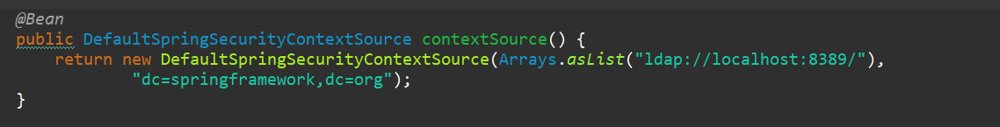 @Bean
public DefaultSpringSecurityContextSource contextSource() {
    return new DefaultSpringSecurityContextSource(Arrays.asList("ldap://localhost:8389/"),
            "dc=springframework,dc=org");
}